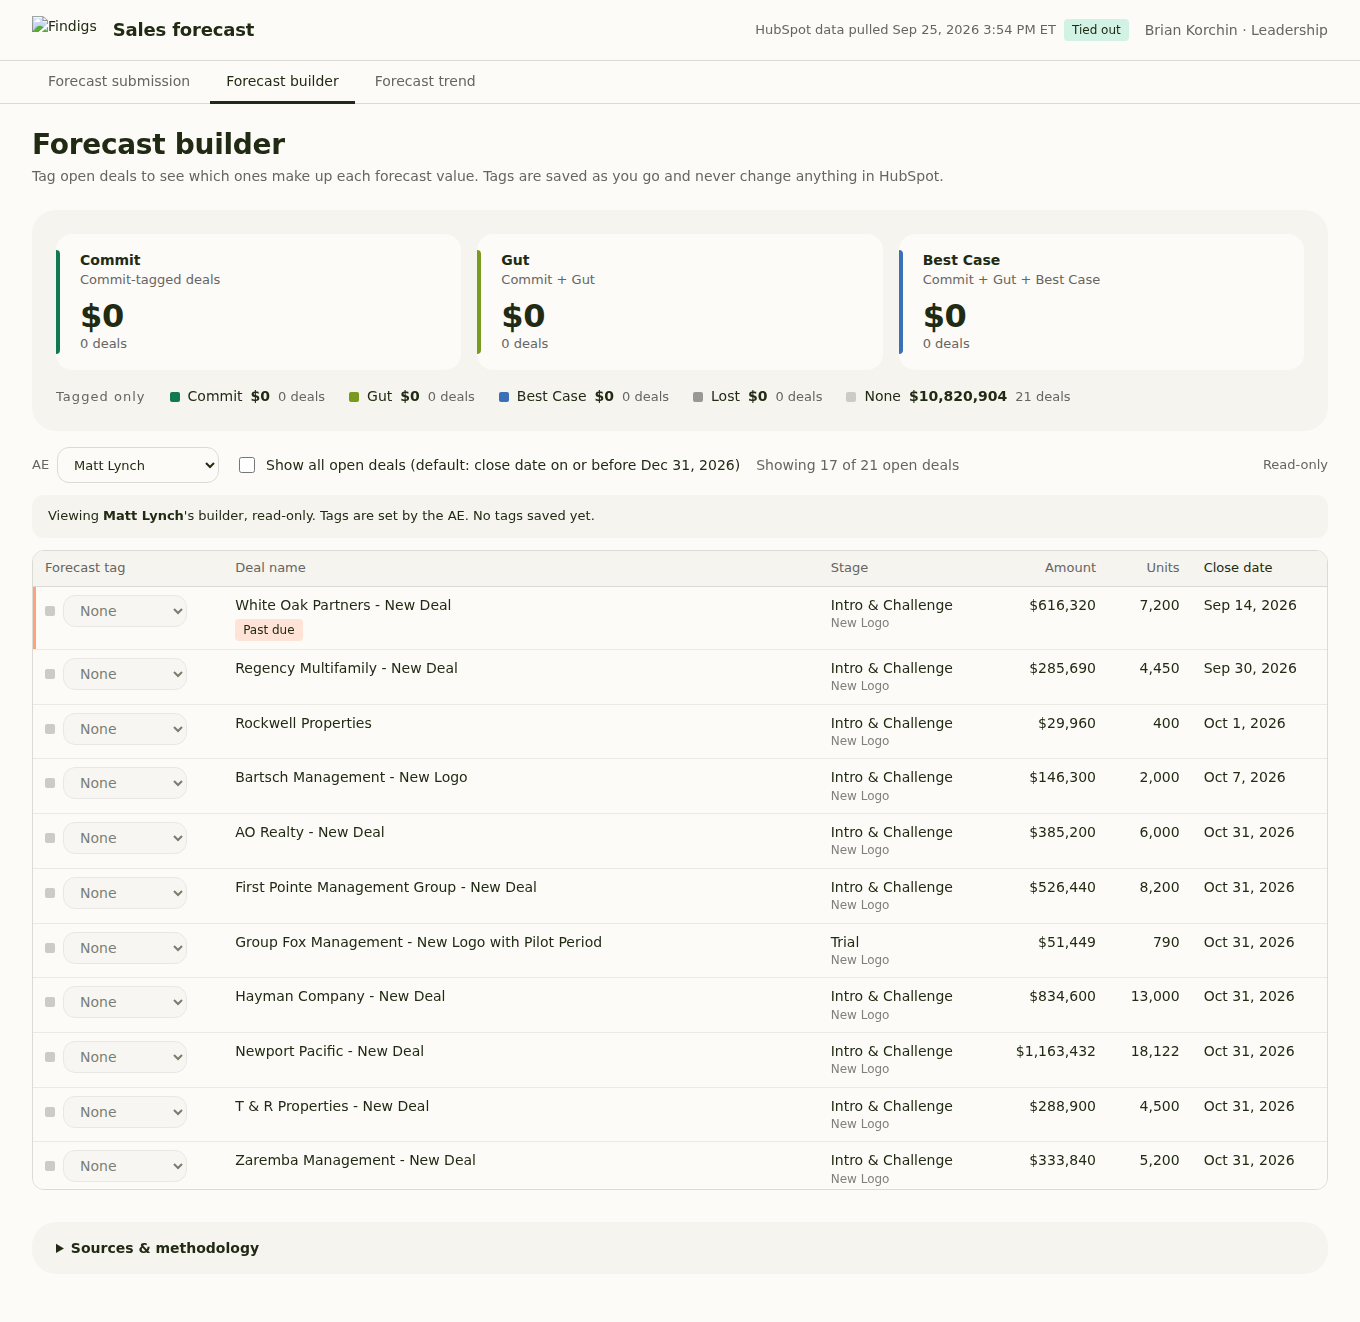 Findigs Sales forecast HubSpot data pulled Sep 25, 2026 3:54 PM ET Tied out Brian Korchin · Leadership
Forecast submission Forecast builder Forecast trend
Forecast builder
Tag open deals to see which ones make up each forecast value. Tags are saved as you go and never change anything in HubSpot.
Commit
Commit-tagged deals
$0
0 deals
Gut
Commit + Gut
$0
0 deals
Best Case
Commit + Gut + Best Case
$0
0 deals
Tagged only Commit $0 0 deals Gut $0 0 deals Best Case $0 0 deals Lost $0 0 deals None $10,820,904 21 deals
AE Matt Lynch Show all open deals (default: close date on or before Dec 31, 2026) Showing 17 of 21 open deals Read-only
Viewing Matt Lynch's builder, read-only. Tags are set by the AE. No tags saved yet.
Forecast tag Deal name Stage Amount Units Close date
None White Oak Partners - New Deal Intro & Challenge $616,320 7,200 Sep 14, 2026
Past due New Logo
None Regency Multifamily - New Deal Intro & Challenge $285,690 4,450 Sep 30, 2026
New Logo
None Rockwell Properties Intro & Challenge $29,960 400 Oct 1, 2026
New Logo
None Bartsch Management - New Logo Intro & Challenge $146,300 2,000 Oct 7, 2026
New Logo
None AO Realty - New Deal Intro & Challenge $385,200 6,000 Oct 31, 2026
New Logo
None First Pointe Management Group - New Deal Intro & Challenge $526,440 8,200 Oct 31, 2026
New Logo
None Group Fox Management - New Logo with Pilot Period Trial $51,449 790 Oct 31, 2026
New Logo
None Hayman Company - New Deal Intro & Challenge $834,600 13,000 Oct 31, 2026
New Logo
None Newport Pacific - New Deal Intro & Challenge $1,163,432 18,122 Oct 31, 2026
New Logo
None T & R Properties - New Deal Intro & Challenge $288,900 4,500 Oct 31, 2026
New Logo
None Zaremba Management - New Deal Intro & Challenge $333,840 5,200 Oct 31, 2026
New Logo
Sources & methodology